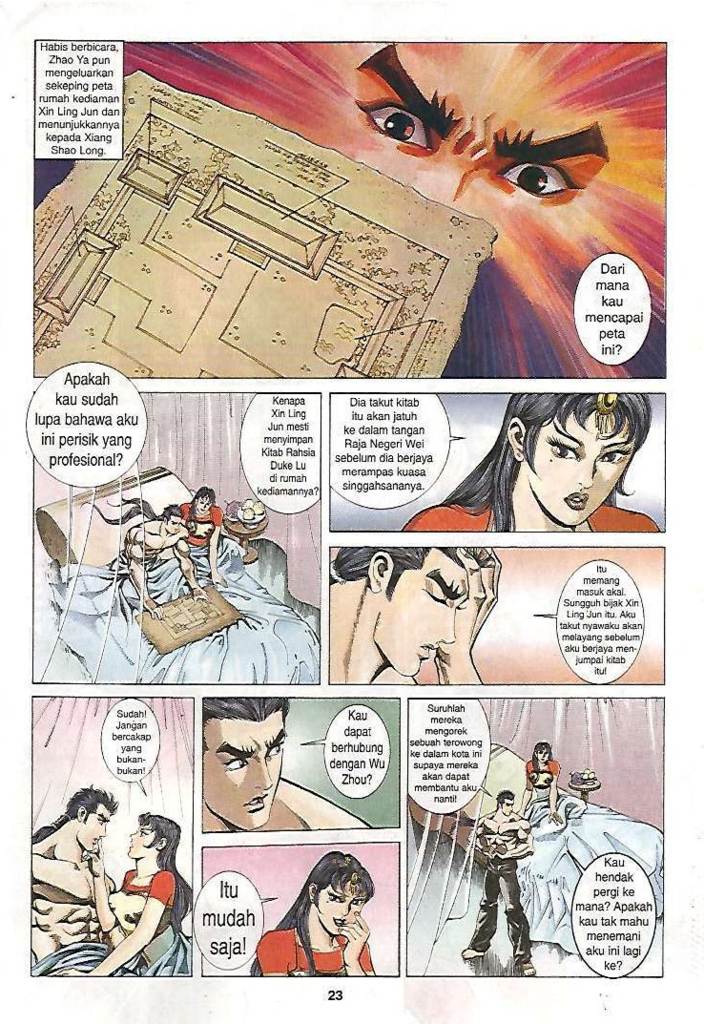 Habis berbicara,
Zhao Ya pun
mengeluarkan
sekeping peta
rumah kediaman
Xin Ling Jun dan
menunjukkannya
kepada Xiang
Shao Long.
Dari
mana
kau
mencapai
peta
ini?
Apakah
kau sudah
lupa bahawa aku
ini perisik yang
profesional?
Kenapa
Xin Ling
Jun mesti
menyimpan
Kitab Rahsia
Duke Lu
di rumah
kediamannya?
Dia takut kitab
itu akan jatuh
ke dalam tangan
Raja Negeri Wei
sebelum dia berjaya
merampas kuasa
singgahsananya.
Itu
memang
masuk akal.
Sungguh bijak Xin
Ling Jun itu. Aku
takut nyawaku akan
melayang sebelum
aku berjaya men-
jumpai kitab
itu!
Sudah!
Jangan
bercakap
yang
bukan-
bukan!
Kau
dapat
berhubung
dengan Wu
Zhou?
Itu
mudah
saja!
Suruhlah
mereka
mengorek
sebuah terowong
ke dalam kota ini
supaya mereka
akan dapat
membantu aku
nanti!
Kau
hendak
pergi ke
mana? Apakah
kau tak mahu
menemani
aku ini lagi
ke?
23